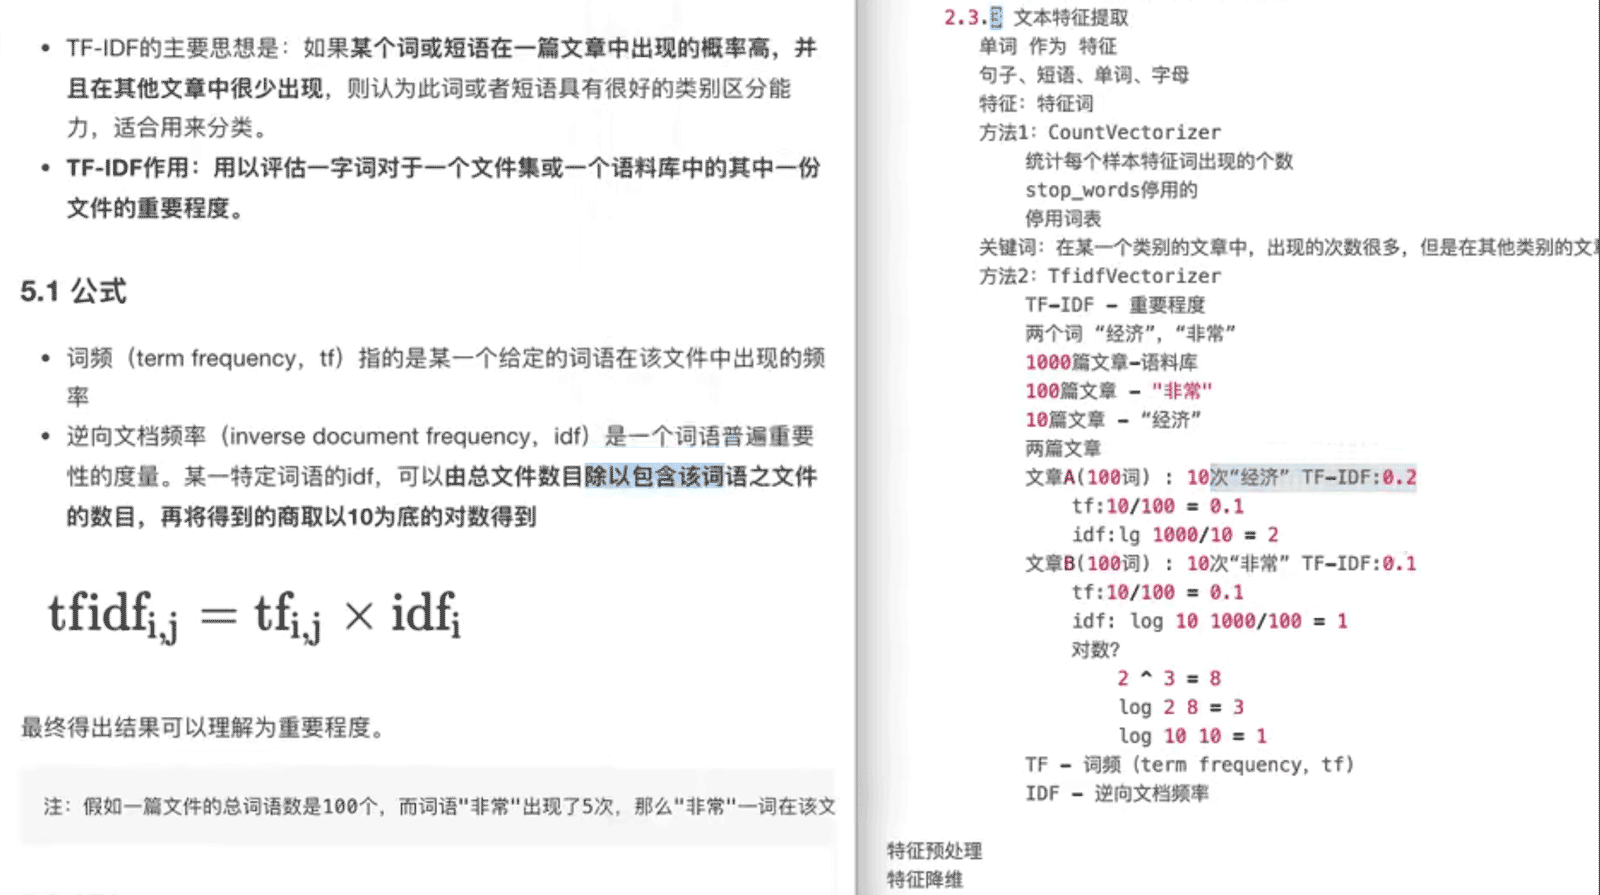 • TF-IDF的主要思想是：如果某个词或短语在一篇文章中出现的概率高，并
且在其他文章中很少出现，则认为此词或者短语具有很好的类别区分能
力，适合用来分类。
• TF-IDF作用：用以评估一字词对于一个文件集或一个语料库中的其中一份
文件的重要程度。
5.1 公式
• 词频（term frequency，tf）指的是某一个给定的词语在该文件中出现的频
率
• 逆向文档频率（inverse document frequency，idf）是一个词语普遍重要
性的度量。某一特定词语的idf，可以由总文件数目除以包含该词语之文件
的数目，再将得到的商取以10为底的对数得到
tfidf_{i,j} = tf_{i,j} × idf_i
最终得出结果可以理解为重要程度。
注：假如一篇文件的总词语数是100个，而词语"非常"出现了5次，那么"非常"一词在该文
2.3.3 文本特征提取
单词 作为 特征
句子、短语、单词、字母
特征：特征词
方法1：CountVectorizer
统计每个样本特征词出现的个数
stop_words停用的
停用词表
关键词：在某一个类别的文章中，出现的次数很多，但是在其他类别的文
方法2：TfidfVectorizer
TF-IDF - 重要程度
两个词 “经济”，“非常”
1000篇文章-语料库
100篇文章 - "非常"
10篇文章 - “经济”
两篇文章
文章A(100词) : 10次“经济” TF-IDF:0.2
tf:10/100 = 0.1
idf:lg 1000/10 = 2
文章B(100词) : 10次“非常” TF-IDF:0.1
tf:10/100 = 0.1
idf: log 10 1000/100 = 1
对数?
2 ^ 3 = 8
log 2 8 = 3
log 10 10 = 1
TF - 词频（term frequency，tf）
IDF - 逆向文档频率
特征预处理
特征降维